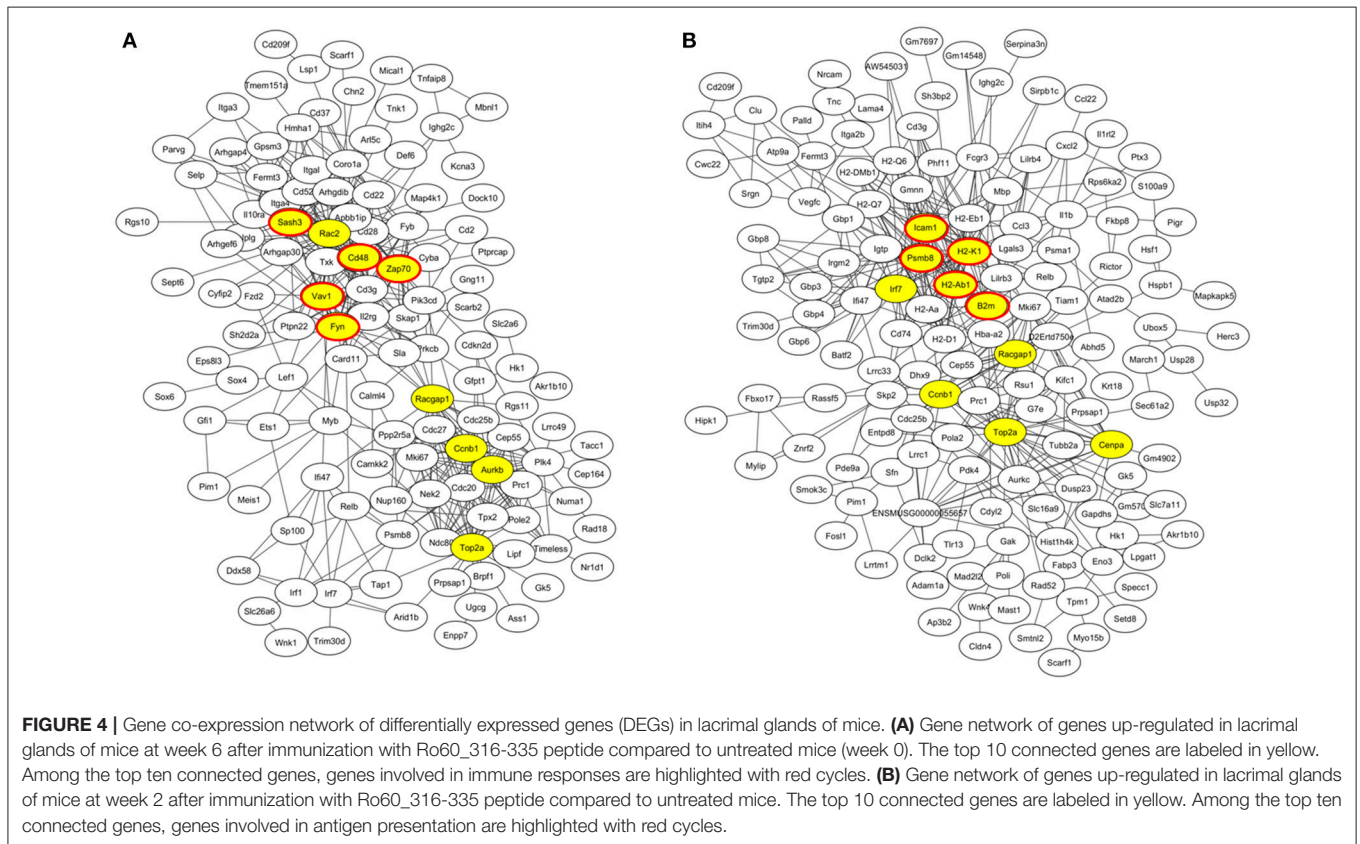 A
Cd209f
Scarf1
Lsp1
Mical1
Tmem151a
Chn2
Tnfaip8
Itga3
Cd37
Tnk1
Mbnl1
Hmha1
Ighg2c
Arl5c
Parvg
Arhgap4
Gpsm3
Coro1a
Def6
Itgal
Kcna3
Selp
Fermt3
Cd52
Arhgdib
Cd22
Itga4
Map4k1
Dock10
Il10ra
Apbb1ip
Rgs10
Sash3
Rac2
Cd28
Fyb
Cd2
Iplg
Arhgef6
Ptprcap
Arhgap30
Cd48
Cyba
Txk
Zap70
Gng11
Sept6
Cd3g
Cyfip2
Fzd2
Vav1
Pik3cd
Scarb2
Il2rg
Skap1
Sh2d2a
Ptpn22
Fyn
Slc2a6
Prkcb
Cdkn2d
Eps8l3
Card11
Sla
Hk1
Sox4
Lef1
Gfpt1
Sox6
Calml4
Racgap1
Akr1b10
Rgs11
Gfi1
Myb
Cdc25b
Ets1
Ppp2r5a
Cdc27
Lrrc49
Cep55
Tacc1
Ccnb1
Mki67
Plk4
Ifi47
Camkk2
Aurkb
Cep164
Pim1
Cdc20
Prc1
Meis1
Nek2
Relb
Nup160
Numa1
Tpx2
Pole2
Sp100
Rad18
Psmb8
Ndc80
Top2a
Lipf
Timeless
Ddx58
Nr1d1
Tap1
Prpsap1
Brpf1
Gk5
Irf1
Irf7
Arid1b
Ugcg
Ass1
Slc26a6
Enpp7
Wnk1
Trim30d
B
Gm7697
Serpina3n
Gm14548
AW545031
Nrcam
Ighg2c
Cd209f
Sh3bp2
Sirpb1c
Tnc
Ccl22
Clu
Lama4
Itih4
Palld
Cd3g
Il1rl2
Itga2b
Cxcl2
Atp9a
Fermt3
H2-Q6
Phf11
Lilrb4
Ptx3
Cwc22
Fcgr3
H2-DMb1
Rps6ka2
S100a9
Srgn
Gmnn
Mbp
Vegfc
H2-Q7
Gbp1
H2-Eb1
Il1b
Fkbp8
Pigr
Icam1
Ccl3
Gbp8
Igtp
H2-K1
Lgals3
Psma1
Hsf1
Irgm2
Psmb8
Rictor
Tgtp2
Lilrb3
Relb
Hspb1
Gbp3
Irf7
H2-Ab1
Ifi47
Mapkapk5
Gbp4
B2m
Mki67
Tiam1
Atad2b
H2-Aa
Trim30d
Ubox5
Gbp6
Cd74
Hba-a2
D2Ertd750e
Herc3
H2-D1
Batf2
Racgap1
Abhd5
March1
Usp28
Lrrc33
Cep55
Dhx9
Kifc1
Krt18
Fbxo17
Rassf5
Skp2
Ccnb1
Rsu1
Prc1
Prpsap1
Sec61a2
Usp32
Hipk1
G7e
Cdc25b
Entpd8
Top2a
Znrf2
Pola2
Tubb2a
Cenpa
Mylip
Lrrc1
Gm4902
Pde9a
Sfn
Pdk4
Gk5
Smok3c
Aurkc
Dusp23
Pim1
Gm570
Slc7a11
ENSMUSG00000055657
Slc16a9
Gapdhs
Cdyl2
Fosl1
Hist1h4k
Hk1
Akr1b10
Tlr13
Gak
Lrrtm1
Dclk2
Fabp3
Eno3
Lpgat1
Mad2l2
Poli
Adam1a
Rad52
Specc1
Wnk4
Mast1
Tpm1
Ap3b2
Setd8
Smtnl2
Cldn4
Myo15b
Scarf1
FIGURE 4 | Gene co-expression network of differentially expressed genes (DEGs) in lacrimal glands of mice. (A) Gene network of genes up-regulated in lacrimal
glands of mice at week 6 after immunization with Ro60_316-335 peptide compared to untreated mice (week 0). The top 10 connected genes are labeled in yellow.
Among the top ten connected genes, genes involved in immune responses are highlighted with red cycles. (B) Gene network of genes up-regulated in lacrimal glands
of mice at week 2 after immunization with Ro60_316-335 peptide compared to untreated mice. The top 10 connected genes are labeled in yellow. Among the top ten
connected genes, genes involved in antigen presentation are highlighted with red cycles.